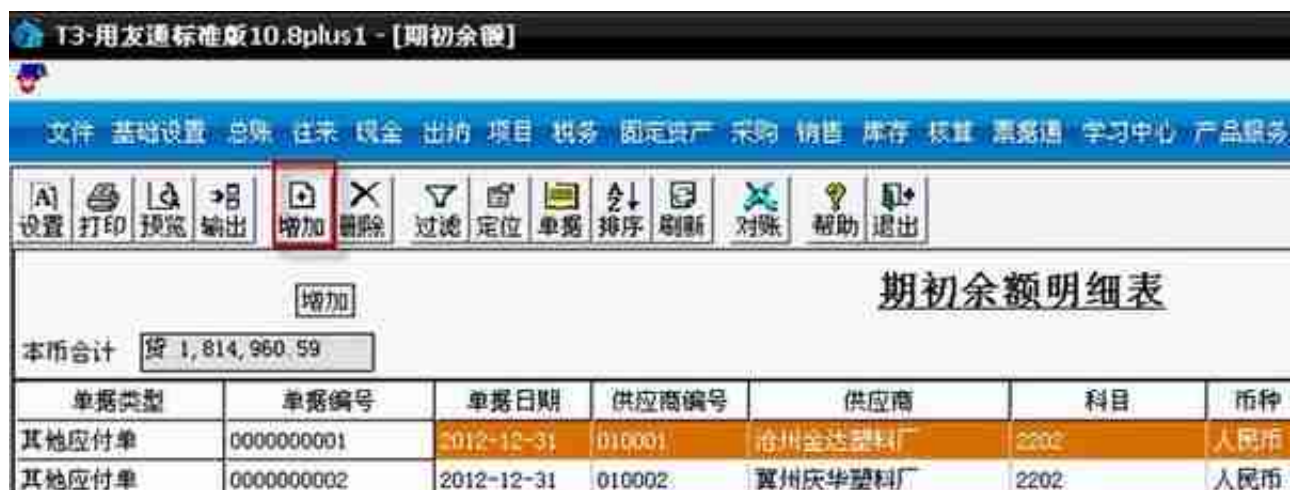 T3-用友通标准版10.8plus1 - [期初余额]
文件 基础设置 总账 往来 现金 出纳 项目 税务 固定资产 采购 销售 库存 核算 票据通 学习中心 产品服务
设置 打印 预览 输出 增加 删除 过滤 定位 单据 排序 刷新 对账 帮助 退出
期初余额明细表
增加
本币合计 贷 1,814,960.59
单据类型 单据编号 单据日期 供应商编号 供应商 科目 币种
其他应付单 0000000001 2012-12-31 010001 沧州金达塑料厂 2202 人民币
其他应付单 0000000002 2012-12-31 010002 冀州庆华塑料厂 2202 人民币